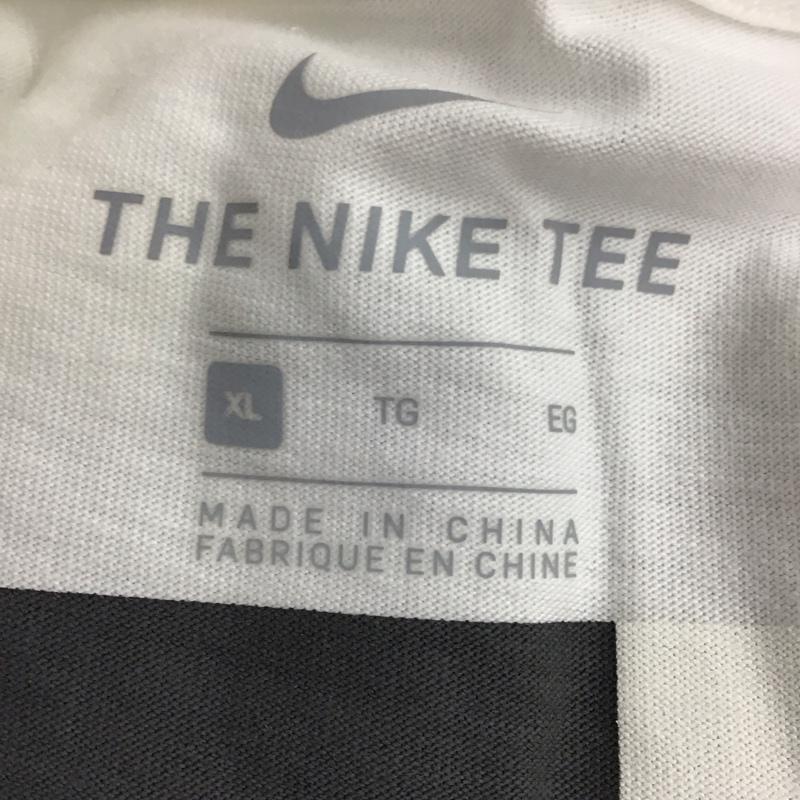 THE NIKE TEE
XL TG EG
MADE IN CHINA
FABRIQUE EN CHINE